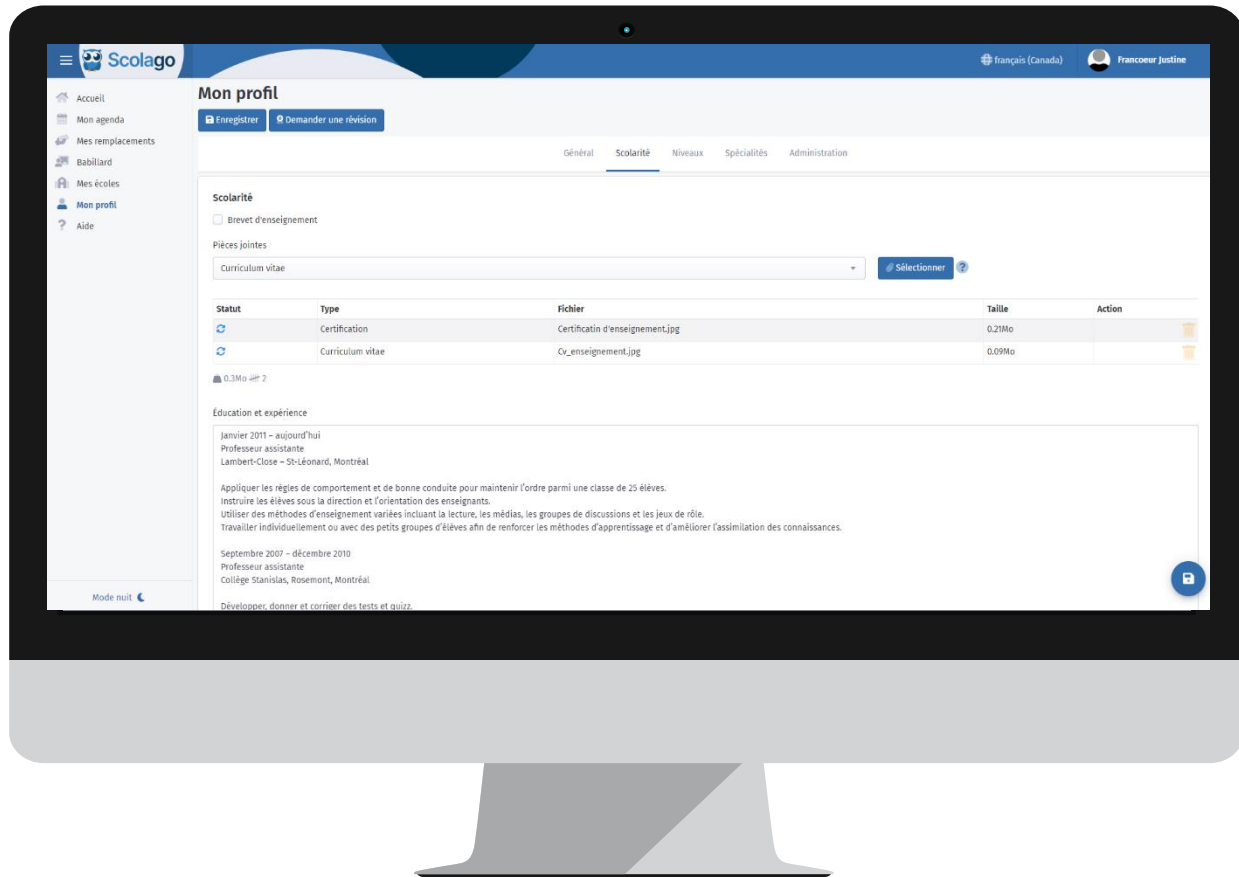 Scolago
français (Canada)
Francoeur Justine
Accueil
Mon agenda
Mes remplacements
Babillard
Mes écoles
Mon profil
Aide
Mode nuit
Mon profil
Enregistrer
Demander une révision
Général Scolarité Niveaux Spécialités Administration
Scolarité
Brevet d'enseignement
Pièces jointes
Curriculum vitae
Sélectionner ?
Statut Type Fichier Taille Action
Certification Certificatin d'enseignement.jpg 0.21Mo
Curriculum vitae Cv_enseignement.jpg 0.09Mo
0.3Mo 2
Éducation et expérience
Janvier 2011 – aujourd'hui
Professeur assistante
Lambert-Close – St-Léonard, Montréal
Appliquer les règles de comportement et de bonne conduite pour maintenir l'ordre parmi une classe de 25 élèves.
Instruire les élèves sous la direction et l'orientation des enseignants.
Utiliser des méthodes d'enseignement variées incluant la lecture, les médias, les groupes de discussions et les jeux de rôle.
Travailler individuellement ou avec des petits groupes d'élèves afin de renforcer les méthodes d'apprentissage et d'améliorer l'assimilation des connaissances.
Septembre 2007 – décembre 2010
Professeur assistante
Collège Stanislas, Rosemont, Montréal
Développer, donner et corriger des tests et quizz.